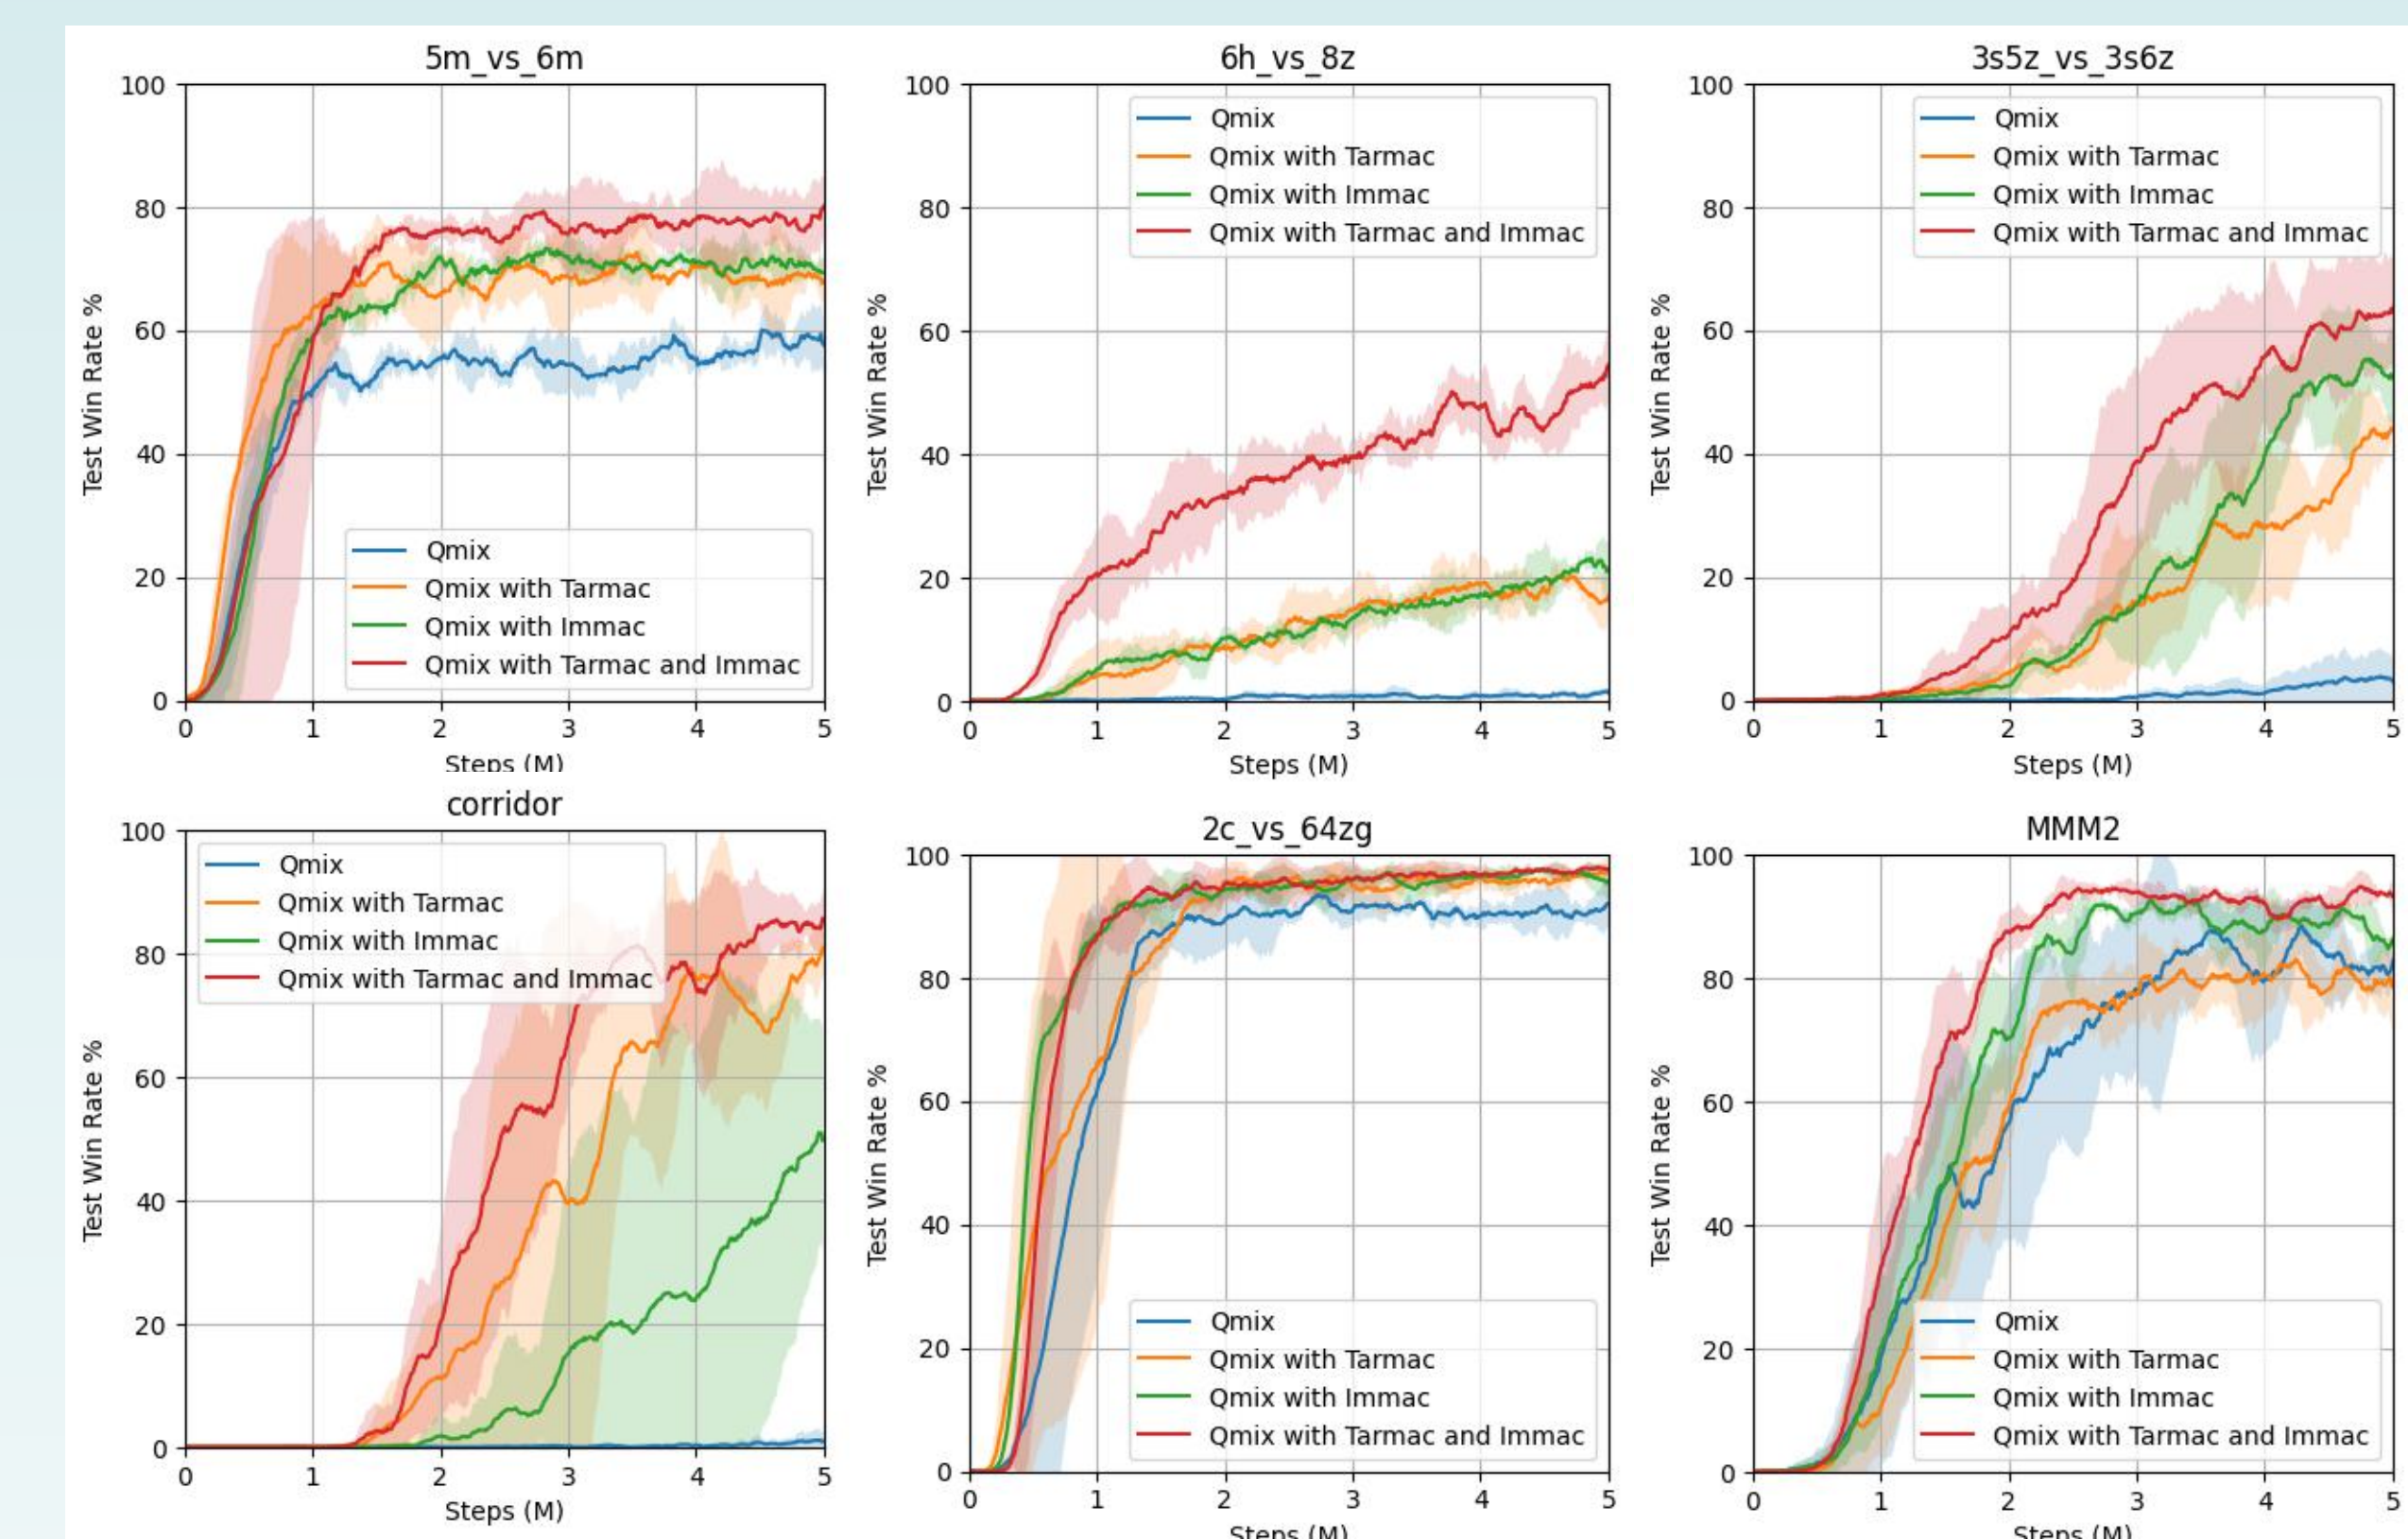 5m_vs_6m
100
80
60
40
20
0
Test Win Rate %
Qmix
Qmix with Tarmac
Qmix with Immac
Qmix with Tarmac and Immac
0 1 2 3 4 5
Steps (M)
6h_vs_8z
100
80
60
40
20
0
Test Win Rate %
Qmix
Qmix with Tarmac
Qmix with Immac
Qmix with Tarmac and Immac
0 1 2 3 4 5
Steps (M)
3s5z_vs_3s6z
100
80
60
40
20
0
Test Win Rate %
Qmix
Qmix with Tarmac
Qmix with Immac
Qmix with Tarmac and Immac
0 1 2 3 4 5
Steps (M)
corridor
100
80
60
40
20
0
Test Win Rate %
Qmix
Qmix with Tarmac
Qmix with Immac
Qmix with Tarmac and Immac
0 1 2 3 4 5
Steps (M)
2c_vs_64zg
100
80
60
40
20
0
Test Win Rate %
Qmix
Qmix with Tarmac
Qmix with Immac
Qmix with Tarmac and Immac
0 1 2 3 4 5
Steps (M)
MMM2
100
80
60
40
20
0
Test Win Rate %
Qmix
Qmix with Tarmac
Qmix with Immac
Qmix with Tarmac and Immac
0 1 2 3 4 5
Steps (M)